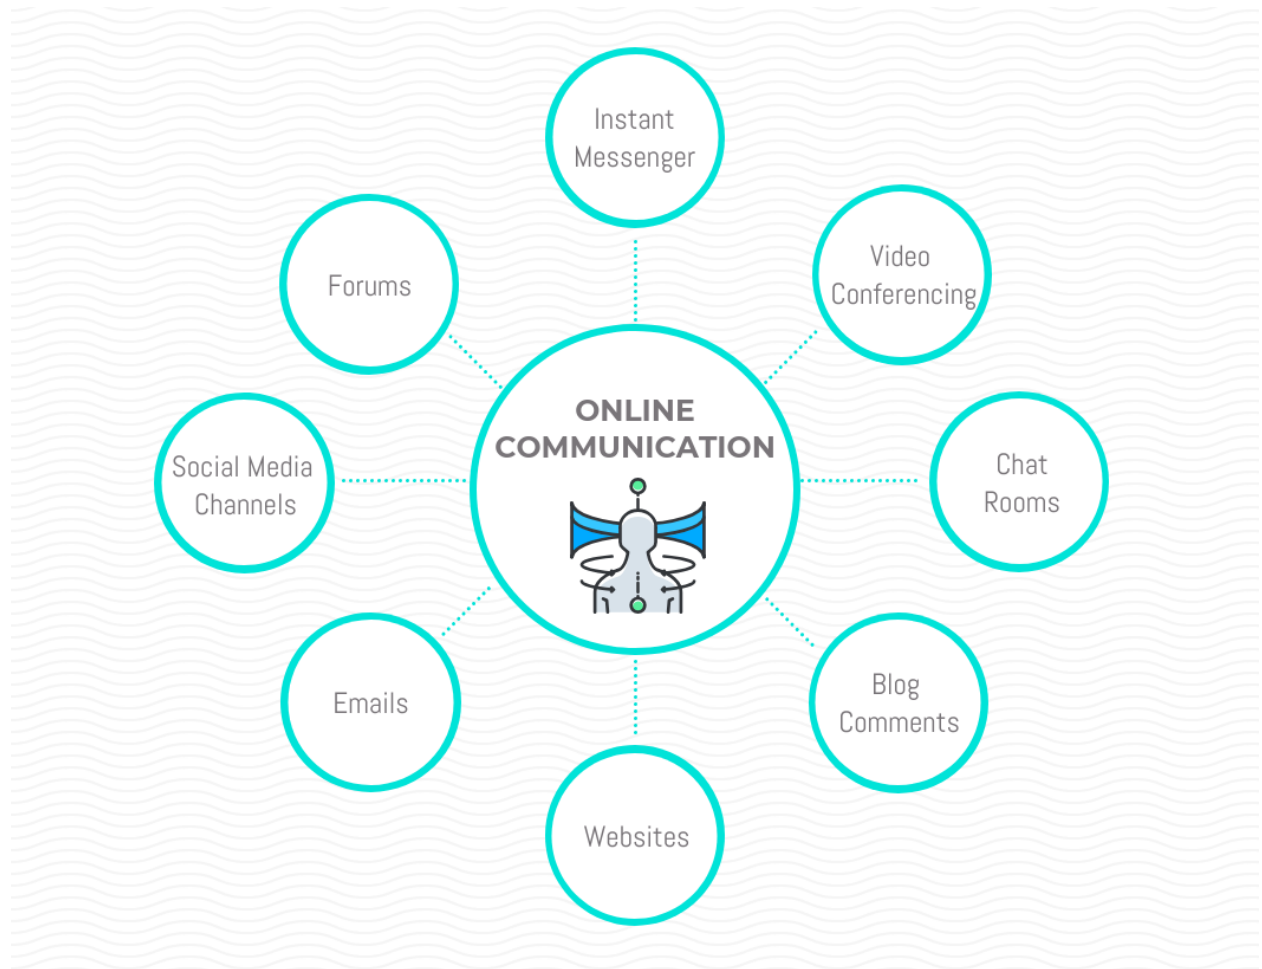 Instant
Messenger
Video
Conferencing
Forums
ONLINE
COMMUNICATION
Social Media
Channels
Chat
Rooms
Emails
Blog
Comments
Websites